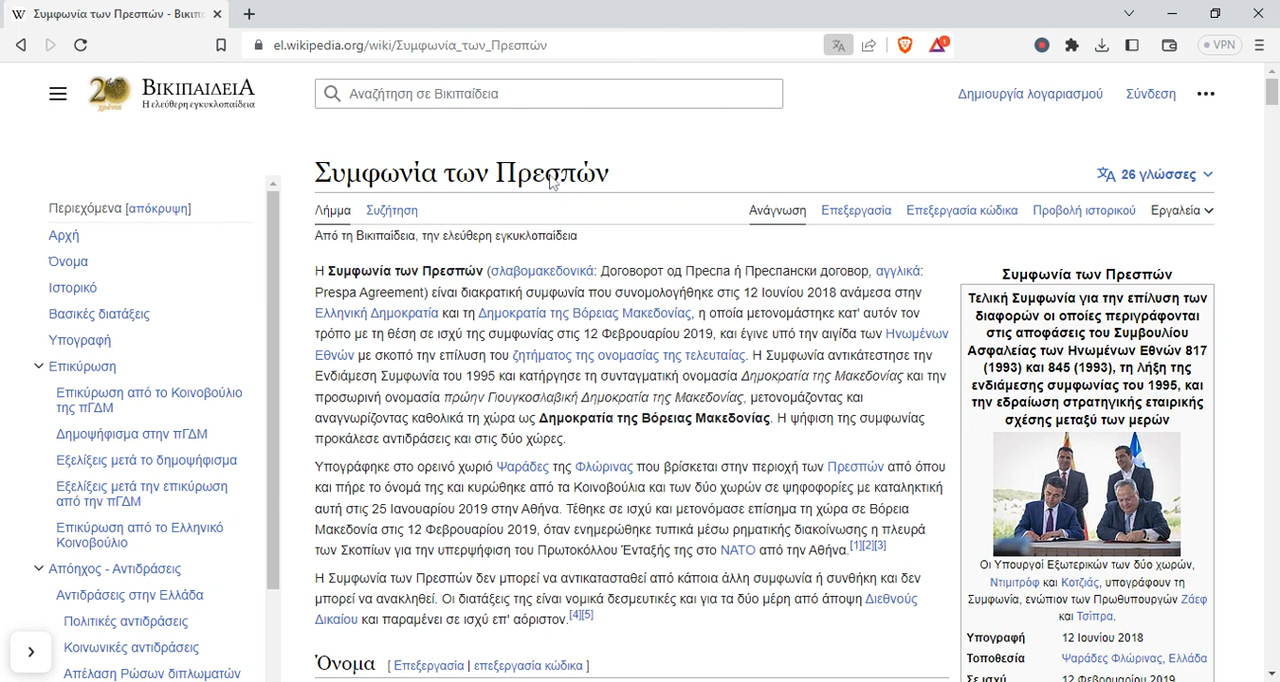 Συμφωνία των Πρεσπών - Βικιπ
el.wikipedia.org/wiki/Συμφωνία_των_Πρεσπών
1
VPN
20 χρόνια
ΒΙΚΙΠΑΙΔΕΙΑ
Η ελεύθερη εγκυκλοπαίδεια
Αναζήτηση σε Βικιπαίδεια
Δημιουργία λογαριασμού Σύνδεση
Περιεχόμενα [απόκρυψη]
Αρχή
Όνομα
Ιστορικό
Βασικές διατάξεις
Υπογραφή
Επικύρωση
Επικύρωση από το Κοινοβούλιο
της πΓΔΜ
Δημοψήφισμα στην πΓΔΜ
Εξελίξεις μετά το δημοψήφισμα
Εξελίξεις μετά την επικύρωση
από την πΓΔΜ
Επικύρωση από το Ελληνικό
Κοινοβούλιο
Απόηχος - Αντιδράσεις
Αντιδράσεις στην Ελλάδα
Πολιτικές αντιδράσεις
Κοινωνικές αντιδράσεις
Απέλαση Ρώσων διπλωματών
Συμφωνία των Πρεσπών
26 γλώσσες
Λήμμα Συζήτηση
Ανάγνωση Επεξεργασία Επεξεργασία κώδικα Προβολή ιστορικού Εργαλεία
Από τη Βικιπαίδεια, την ελεύθερη εγκυκλοπαίδεια
Η Συμφωνία των Πρεσπών (σλαβομακεδονικά: Договорот од Преспа ή Преспански договор, αγγλικά:
Prespa Agreement) είναι διακρατική συμφωνία που συνομολογήθηκε στις 12 Ιουνίου 2018 ανάμεσα στην
Ελληνική Δημοκρατία και τη Δημοκρατία της Βόρειας Μακεδονίας, η οποία μετονομάστηκε κατ' αυτόν τον
τρόπο με τη θέση σε ισχύ της συμφωνίας στις 12 Φεβρουαρίου 2019, και έγινε υπό την αιγίδα των Ηνωμένων
Εθνών με σκοπό την επίλυση του ζητήματος της ονομασίας της τελευταίας. Η Συμφωνία αντικατέστησε την
Ενδιάμεση Συμφωνία του 1995 και κατήργησε τη συνταγματική ονομασία Δημοκρατία της Μακεδονίας και την
προσωρινή ονομασία πρώην Γιουγκοσλαβική Δημοκρατία της Μακεδονίας, μετονομάζοντας και
αναγνωρίζοντας καθολικά τη χώρα ως Δημοκρατία της Βόρειας Μακεδονίας. Η ψήφιση της συμφωνίας
προκάλεσε αντιδράσεις και στις δύο χώρες.
Υπογράφηκε στο ορεινό χωριό Ψαράδες της Φλώρινας που βρίσκεται στην περιοχή των Πρεσπών από όπου
και πήρε το όνομά της και κυρώθηκε από τα Κοινοβούλια και των δύο χωρών σε ψηφοφορίες με καταληκτική
αυτή στις 25 Ιανουαρίου 2019 στην Αθήνα. Τέθηκε σε ισχύ και μετονόμασε επίσημα τη χώρα σε Βόρεια
Μακεδονία στις 12 Φεβρουαρίου 2019, όταν ενημερώθηκε τυπικά μέσω ρηματικής διακοίνωσης η πλευρά
των Σκοπίων για την υπερψήφιση του Πρωτοκόλλου Ένταξής της στο ΝΑΤΟ από την Αθήνα.[1][2][3]
Η Συμφωνία των Πρεσπών δεν μπορεί να αντικατασταθεί από κάποια άλλη συμφωνία ή συνθήκη και δεν
μπορεί να ανακληθεί. Οι διατάξεις της είναι νομικά δεσμευτικές και για τα δύο μέρη από άποψη Διεθνούς
Δικαίου και παραμένει σε ισχύ επ' αόριστον.[4][5]
Όνομα [ Επεξεργασία | επεξεργασία κώδικα ]
Συμφωνία των Πρεσπών
Τελική Συμφωνία για την επίλυση των
διαφορών οι οποίες περιγράφονται
στις αποφάσεις του Συμβουλίου
Ασφαλείας των Ηνωμένων Εθνών 817
(1993) και 845 (1993), τη λήξη της
ενδιάμεσης συμφωνίας του 1995, και
την εδραίωση στρατηγικής εταιρικής
σχέσης μεταξύ των μερών
Οι Υπουργοί Εξωτερικών των δύο χωρών,
Ντιμιτρόφ και Κοτζιάς, υπογράφουν τη
Συμφωνία, ενώπιον των Πρωθυπουργών Ζάεφ
και Τσίπρα.
Υπογραφή 12 Ιουνίου 2018
Τοποθεσία Ψαράδες Φλώρινας, Ελλάδα
Σε ισχύ 12 Φεβρουαρίου 2019